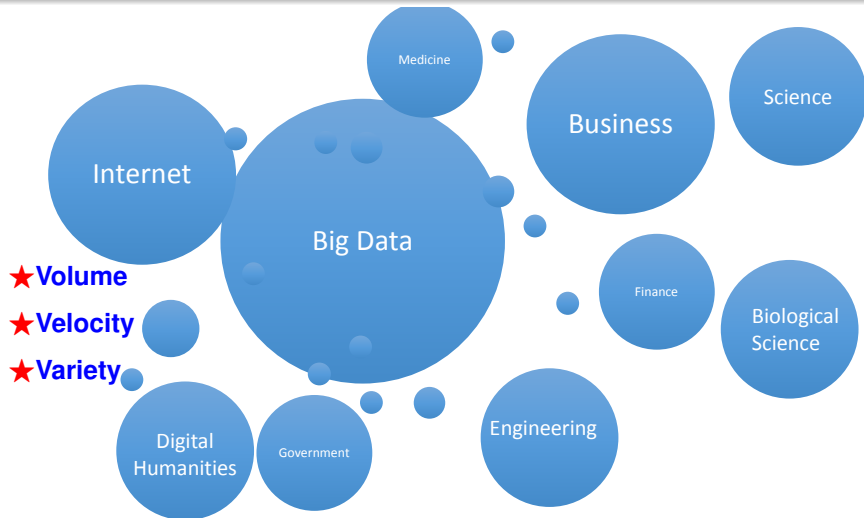 Medicine
Science
Business
Internet
Big Data
★Volume
Finance
Biological
Science
★Velocity
★Variety
Engineering
Digital
Humanities
Government